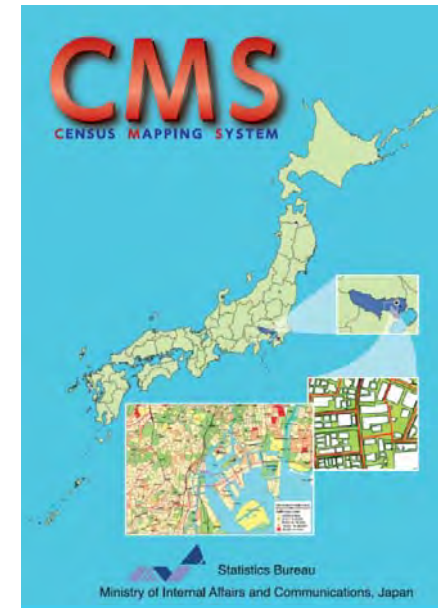 CMS
CENSUS MAPPING SYSTEM
Statistics Bureau
Ministry of Internal Affairs and Communications, Japan